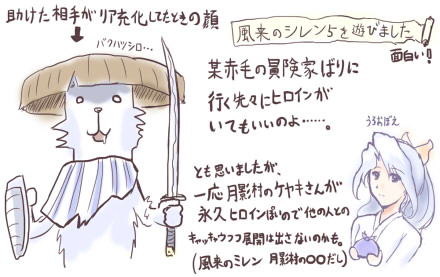 助けた相手がリア充化してたときの顔
バクハツシロ…
風来のシレン5を遊びました
面白い!
某赤毛の冒険家ばりに
行く先々にヒロインが
いてもいいのよ……。
うろおぼえ
とも思いましたが、
一応月影村のケヤキさんが
永久ヒロインぽいので他の人との
キャッキャウフフ展開は出さないのかも。
(風来のシレン 月影村の〇〇だし)